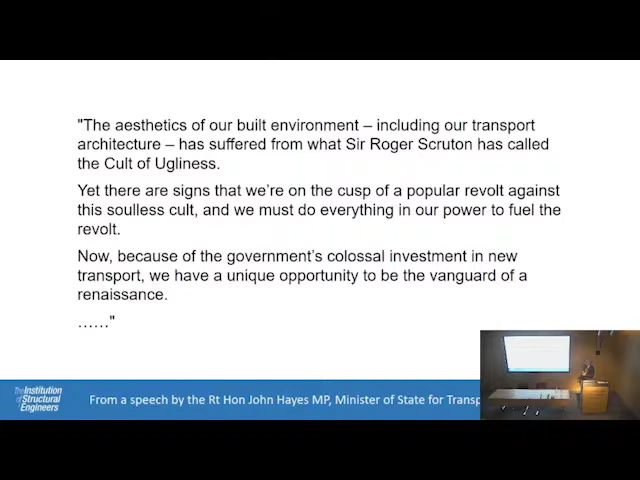 "The aesthetics of our built environment – including our transport
architecture – has suffered from what Sir Roger Scruton has called
the Cult of Ugliness.
Yet there are signs that we're on the cusp of a popular revolt against
this soulless cult, and we must do everything in our power to fuel the
revolt.
Now, because of the government's colossal investment in new
transport, we have a unique opportunity to be the vanguard of a
renaissance.
……"
The Institution
of Structural
Engineers
From a speech by the Rt Hon John Hayes MP, Minister of State for Transp